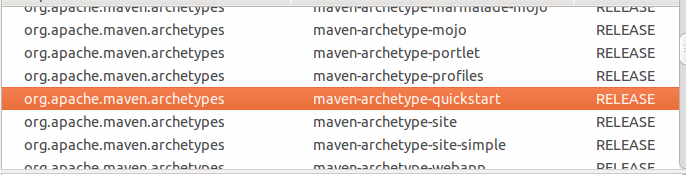 org.apache.maven.archetypes maven-archetype-marmalade-mojo RELEASE
org.apache.maven.archetypes maven-archetype-mojo RELEASE
org.apache.maven.archetypes maven-archetype-portlet RELEASE
org.apache.maven.archetypes maven-archetype-profiles RELEASE
org.apache.maven.archetypes maven-archetype-quickstart RELEASE
org.apache.maven.archetypes maven-archetype-site RELEASE
org.apache.maven.archetypes maven-archetype-site-simple RELEASE
org.apache.maven.archetypes maven-archetype-webapp RELEASE